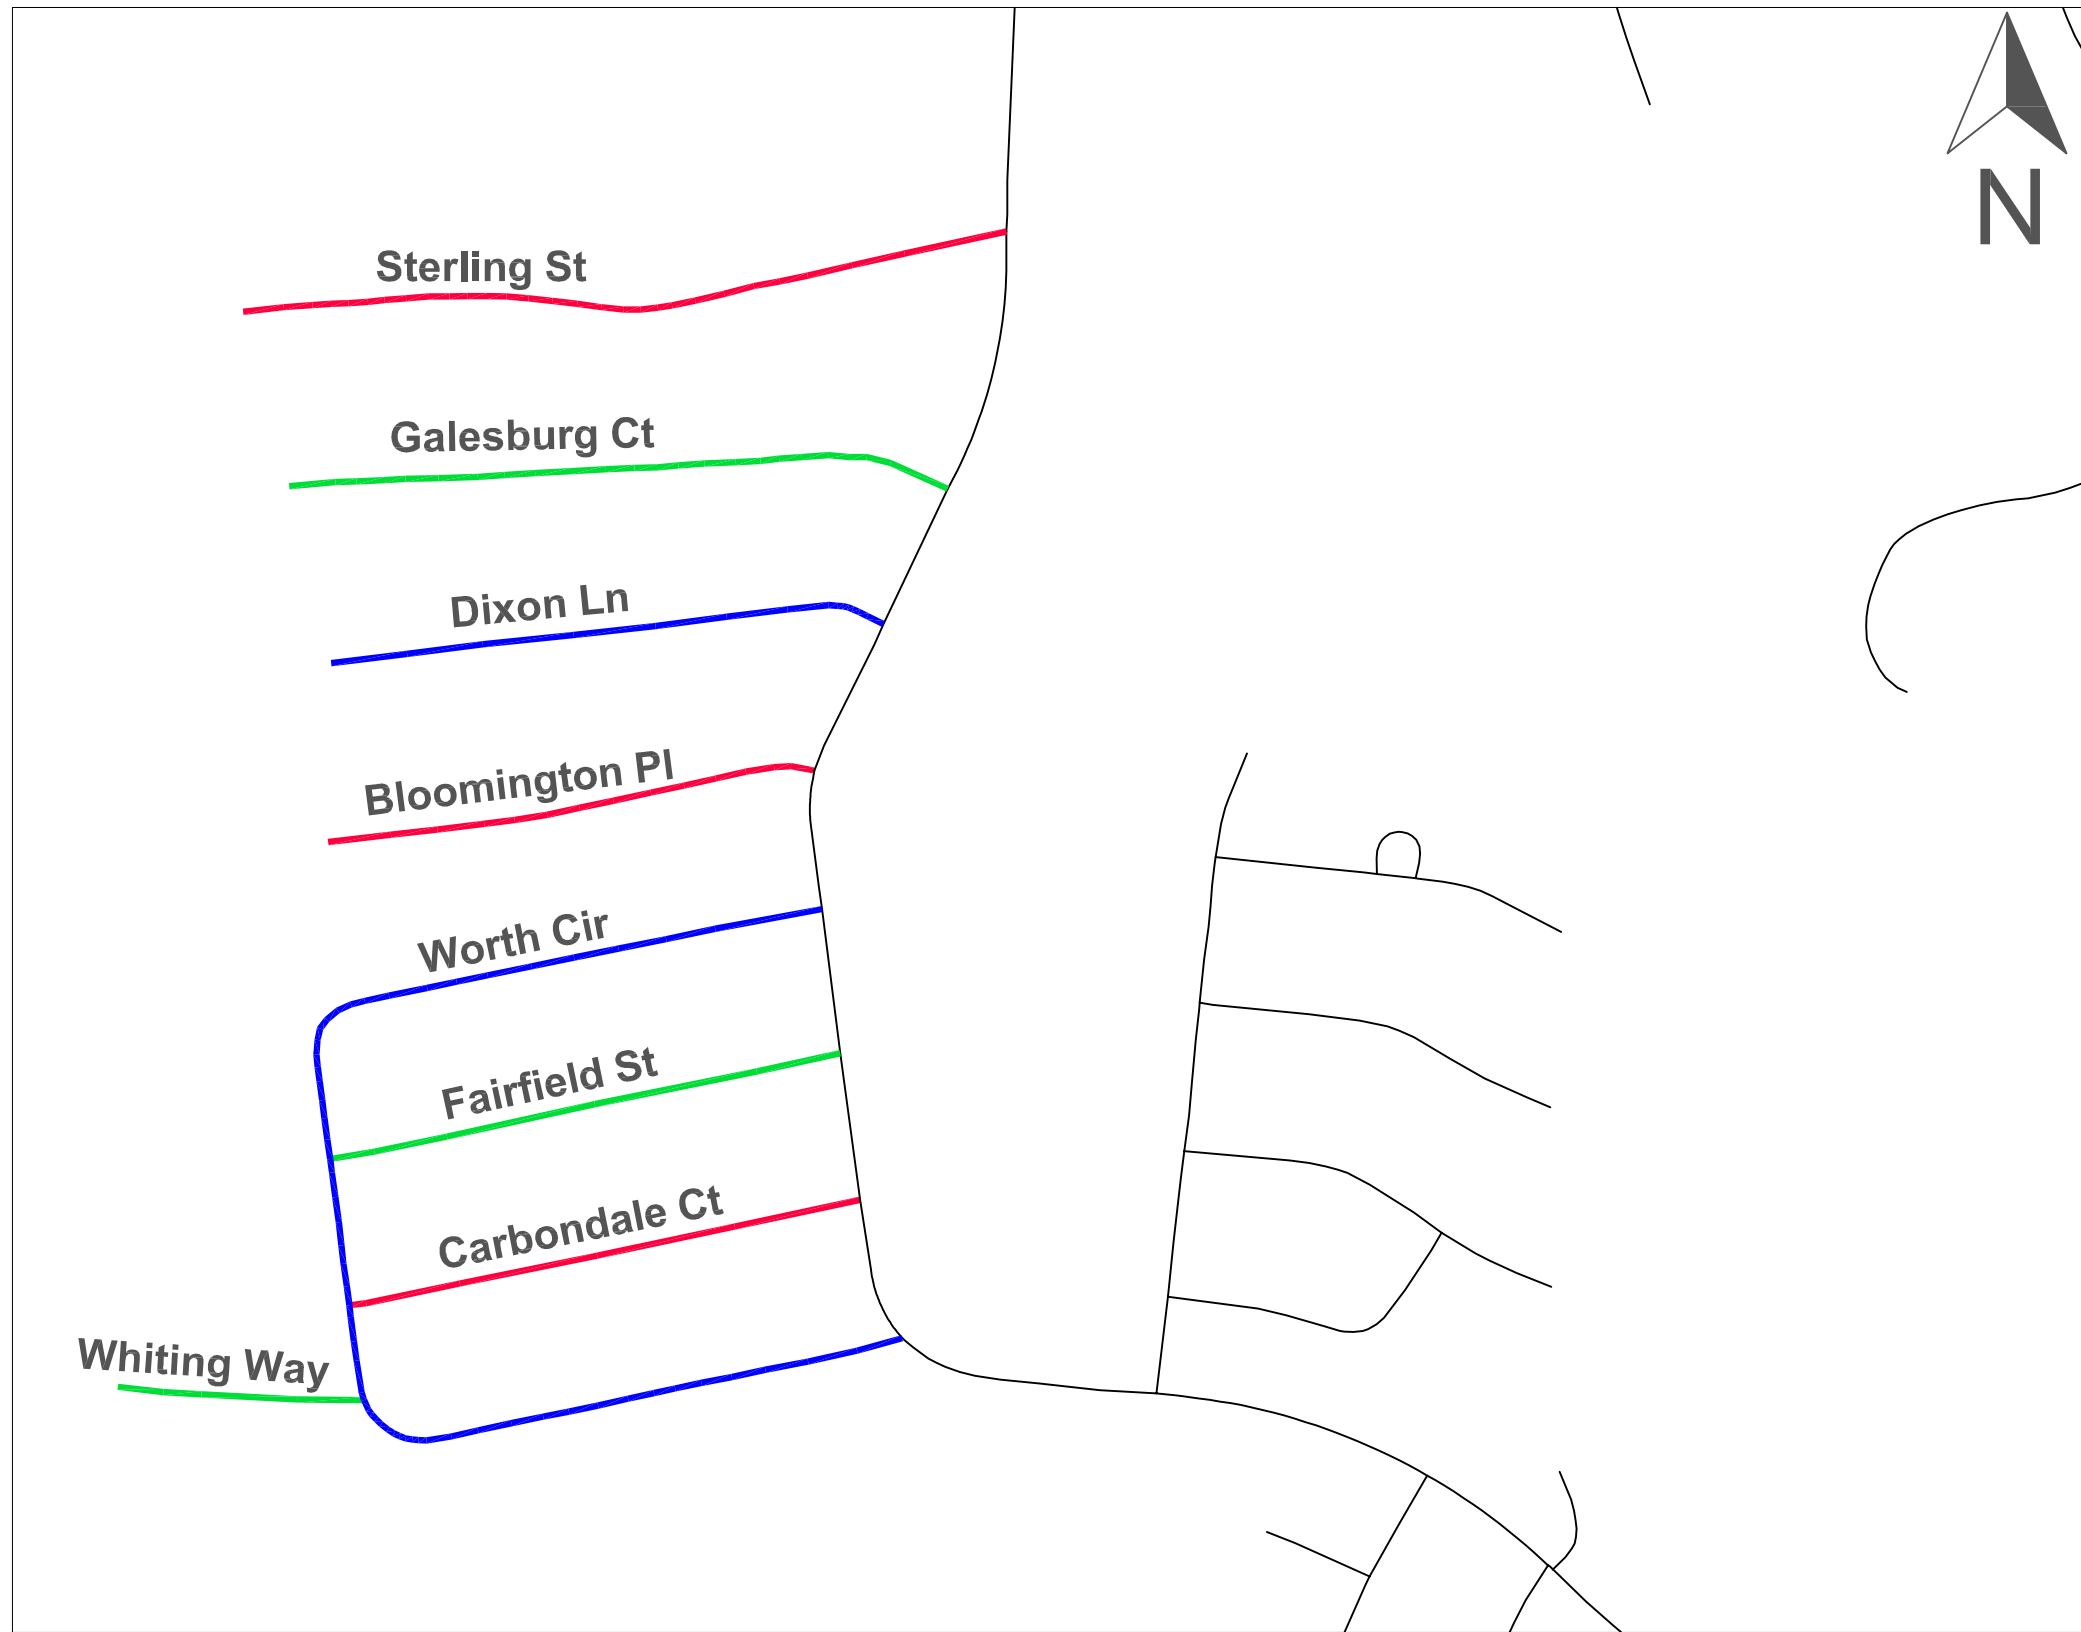 N
Sterling St
Galesburg Ct
Dixon Ln
Bloomington Pl
Worth Cir
Fairfield St
Carbondale Ct
Whiting Way